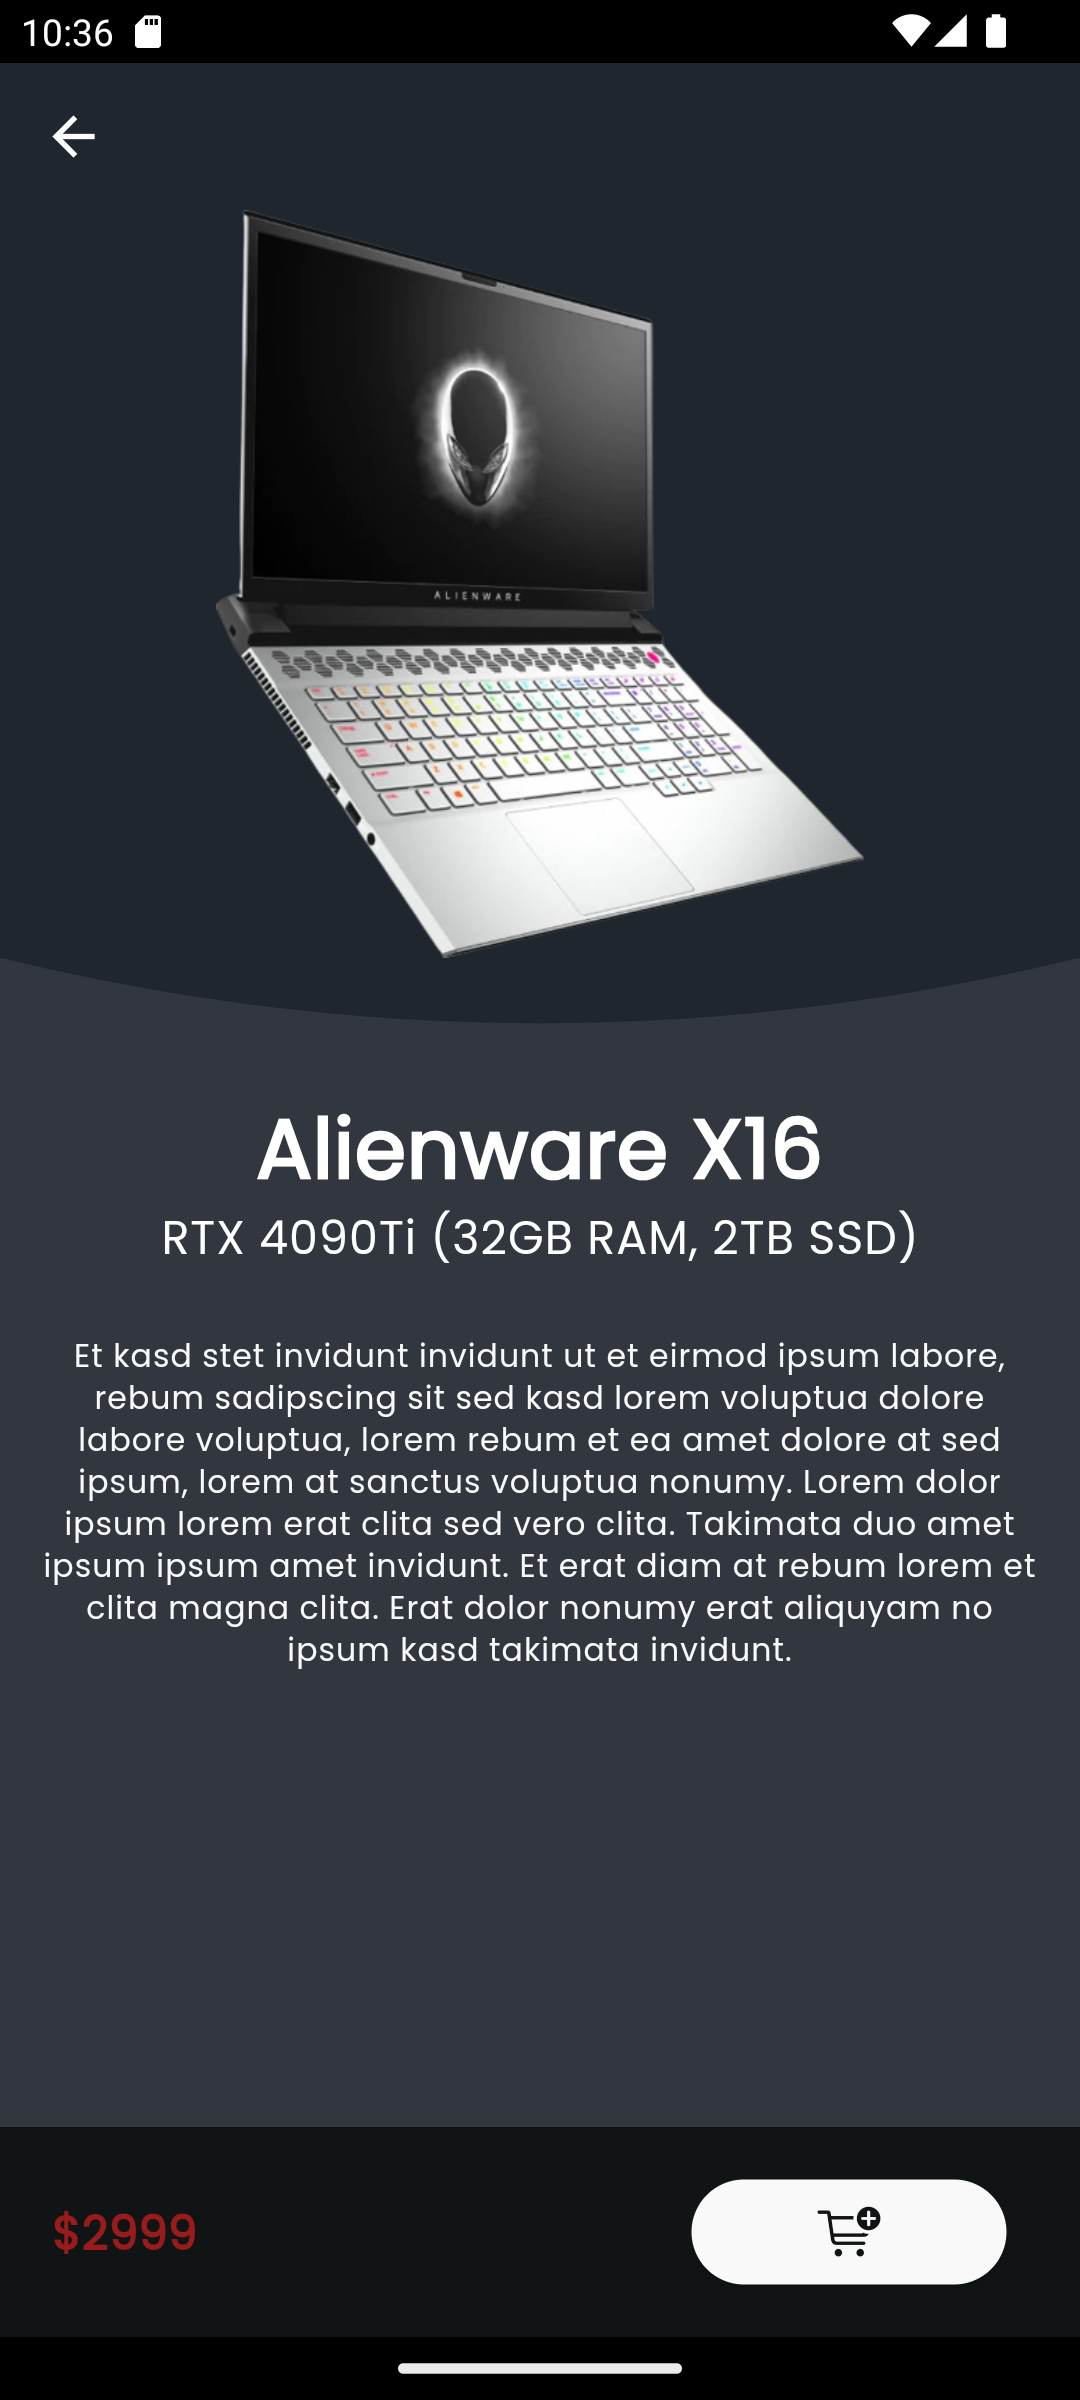 10:36
ALIENWARE
Alienware X16
RTX 4090Ti (32GB RAM, 2TB SSD)
Et kasd stet invidunt invidunt ut et eirmod ipsum labore,
rebum sadipscing sit sed kasd lorem voluptua dolore
labore voluptua, lorem rebum et ea amet dolore at sed
ipsum, lorem at sanctus voluptua nonumy. Lorem dolor
ipsum lorem erat clita sed vero clita. Takimata duo amet
ipsum ipsum amet invidunt. Et erat diam at rebum lorem et
clita magna clita. Erat dolor nonumy erat aliquyam no
ipsum kasd takimata invidunt.
$2999